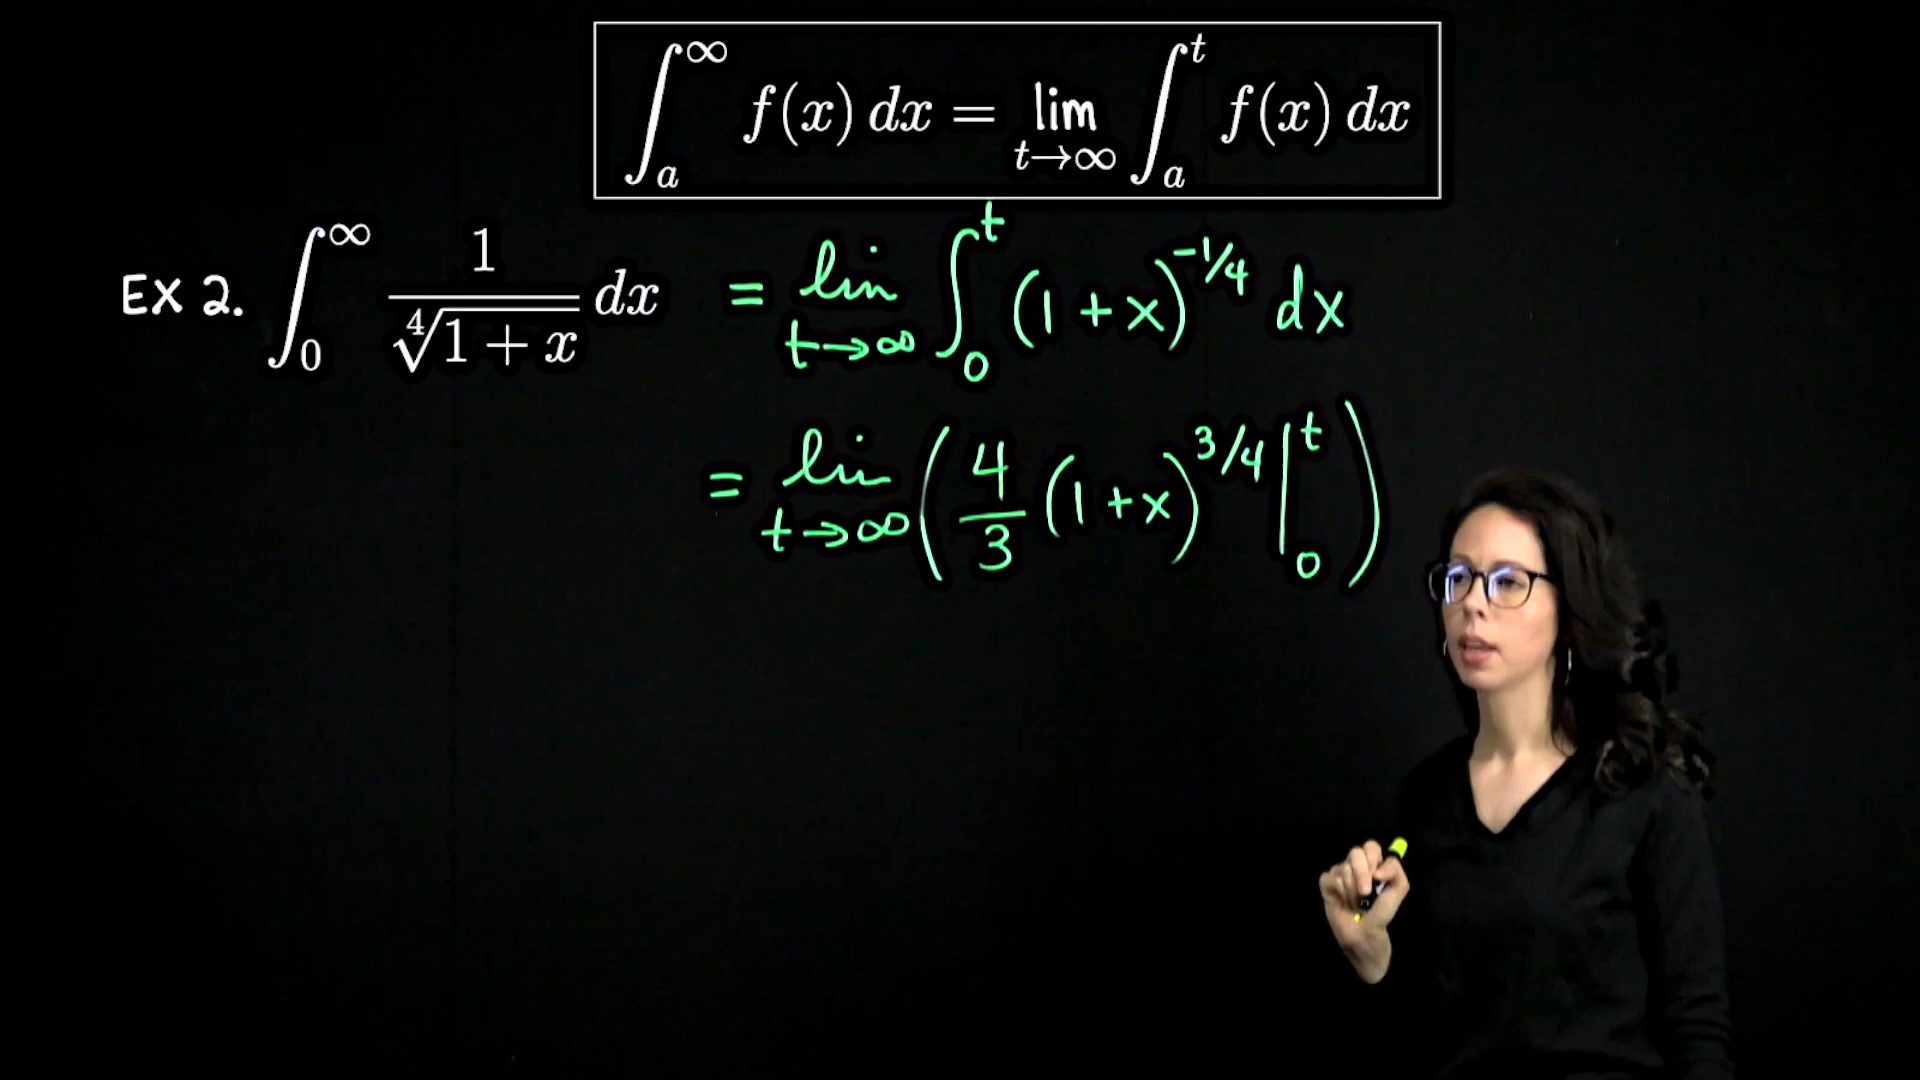 ∫_a^∞ f(x) dx = lim_{t→∞} ∫_a^t f(x) dx
Ex 2. ∫_0^∞ 1/∜(1+x) dx = lim_{t→∞} ∫_0^t (1+x)^{-1/4} dx
= lim_{t→∞} ( 4/3 (1+x)^{3/4} |_0^t )